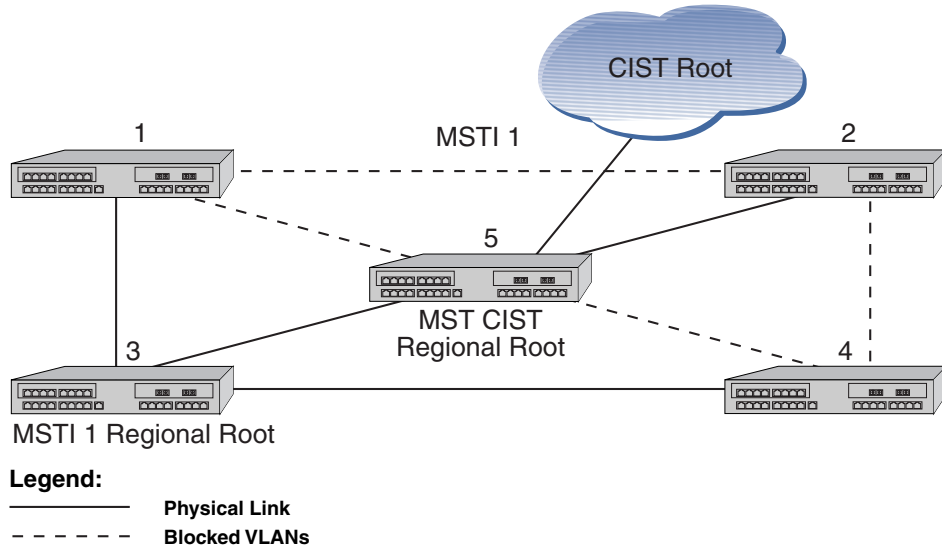 CIST Root
1
MSTI 1
2
5
MST CIST
Regional Root
3
4
MSTI 1 Regional Root
Legend:
Physical Link
Blocked VLANs